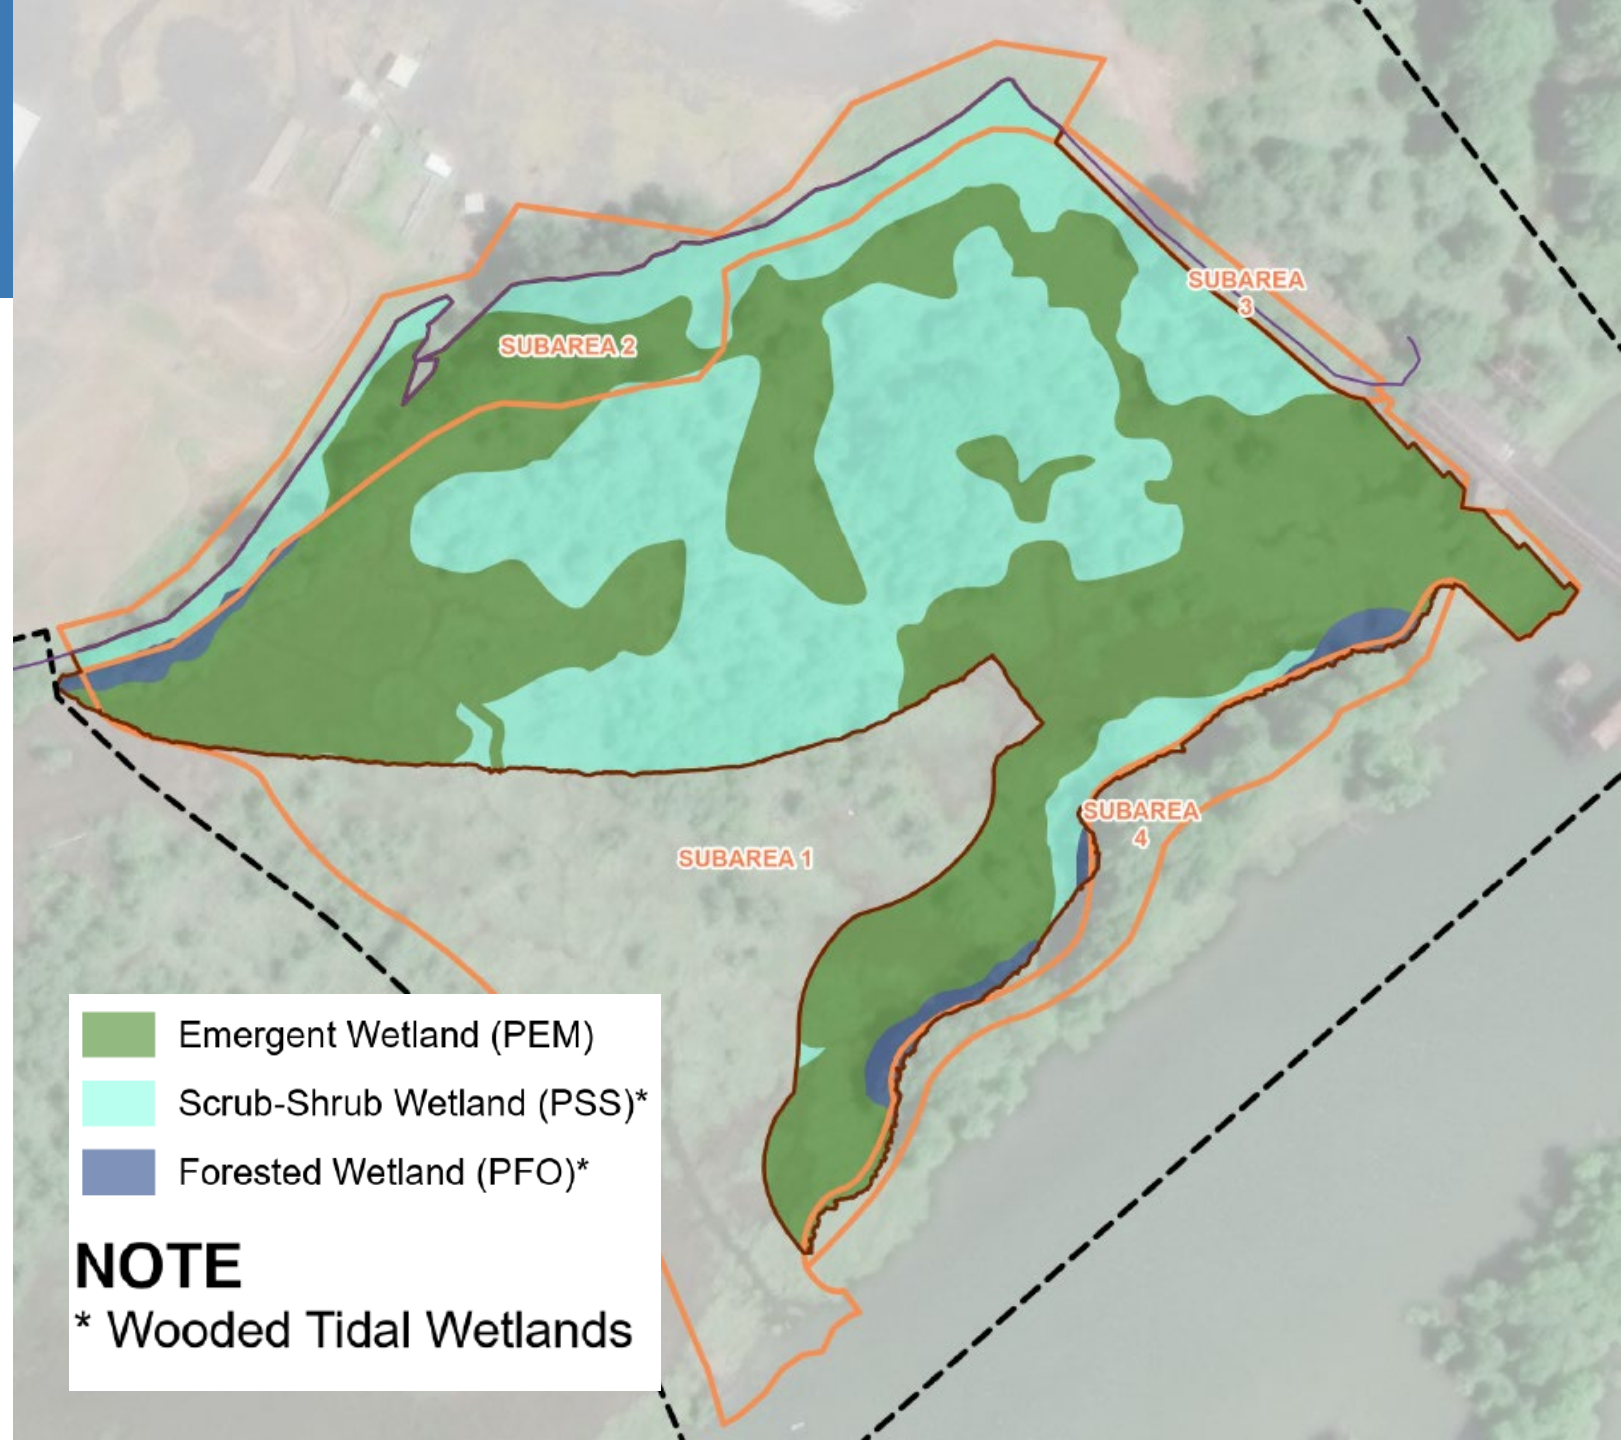 SUBAREA
3
SUBAREA 2
SUBAREA
4
SUBAREA 1
Emergent Wetland (PEM)
Scrub-Shrub Wetland (PSS)*
Forested Wetland (PFO)*
NOTE
* Wooded Tidal Wetlands